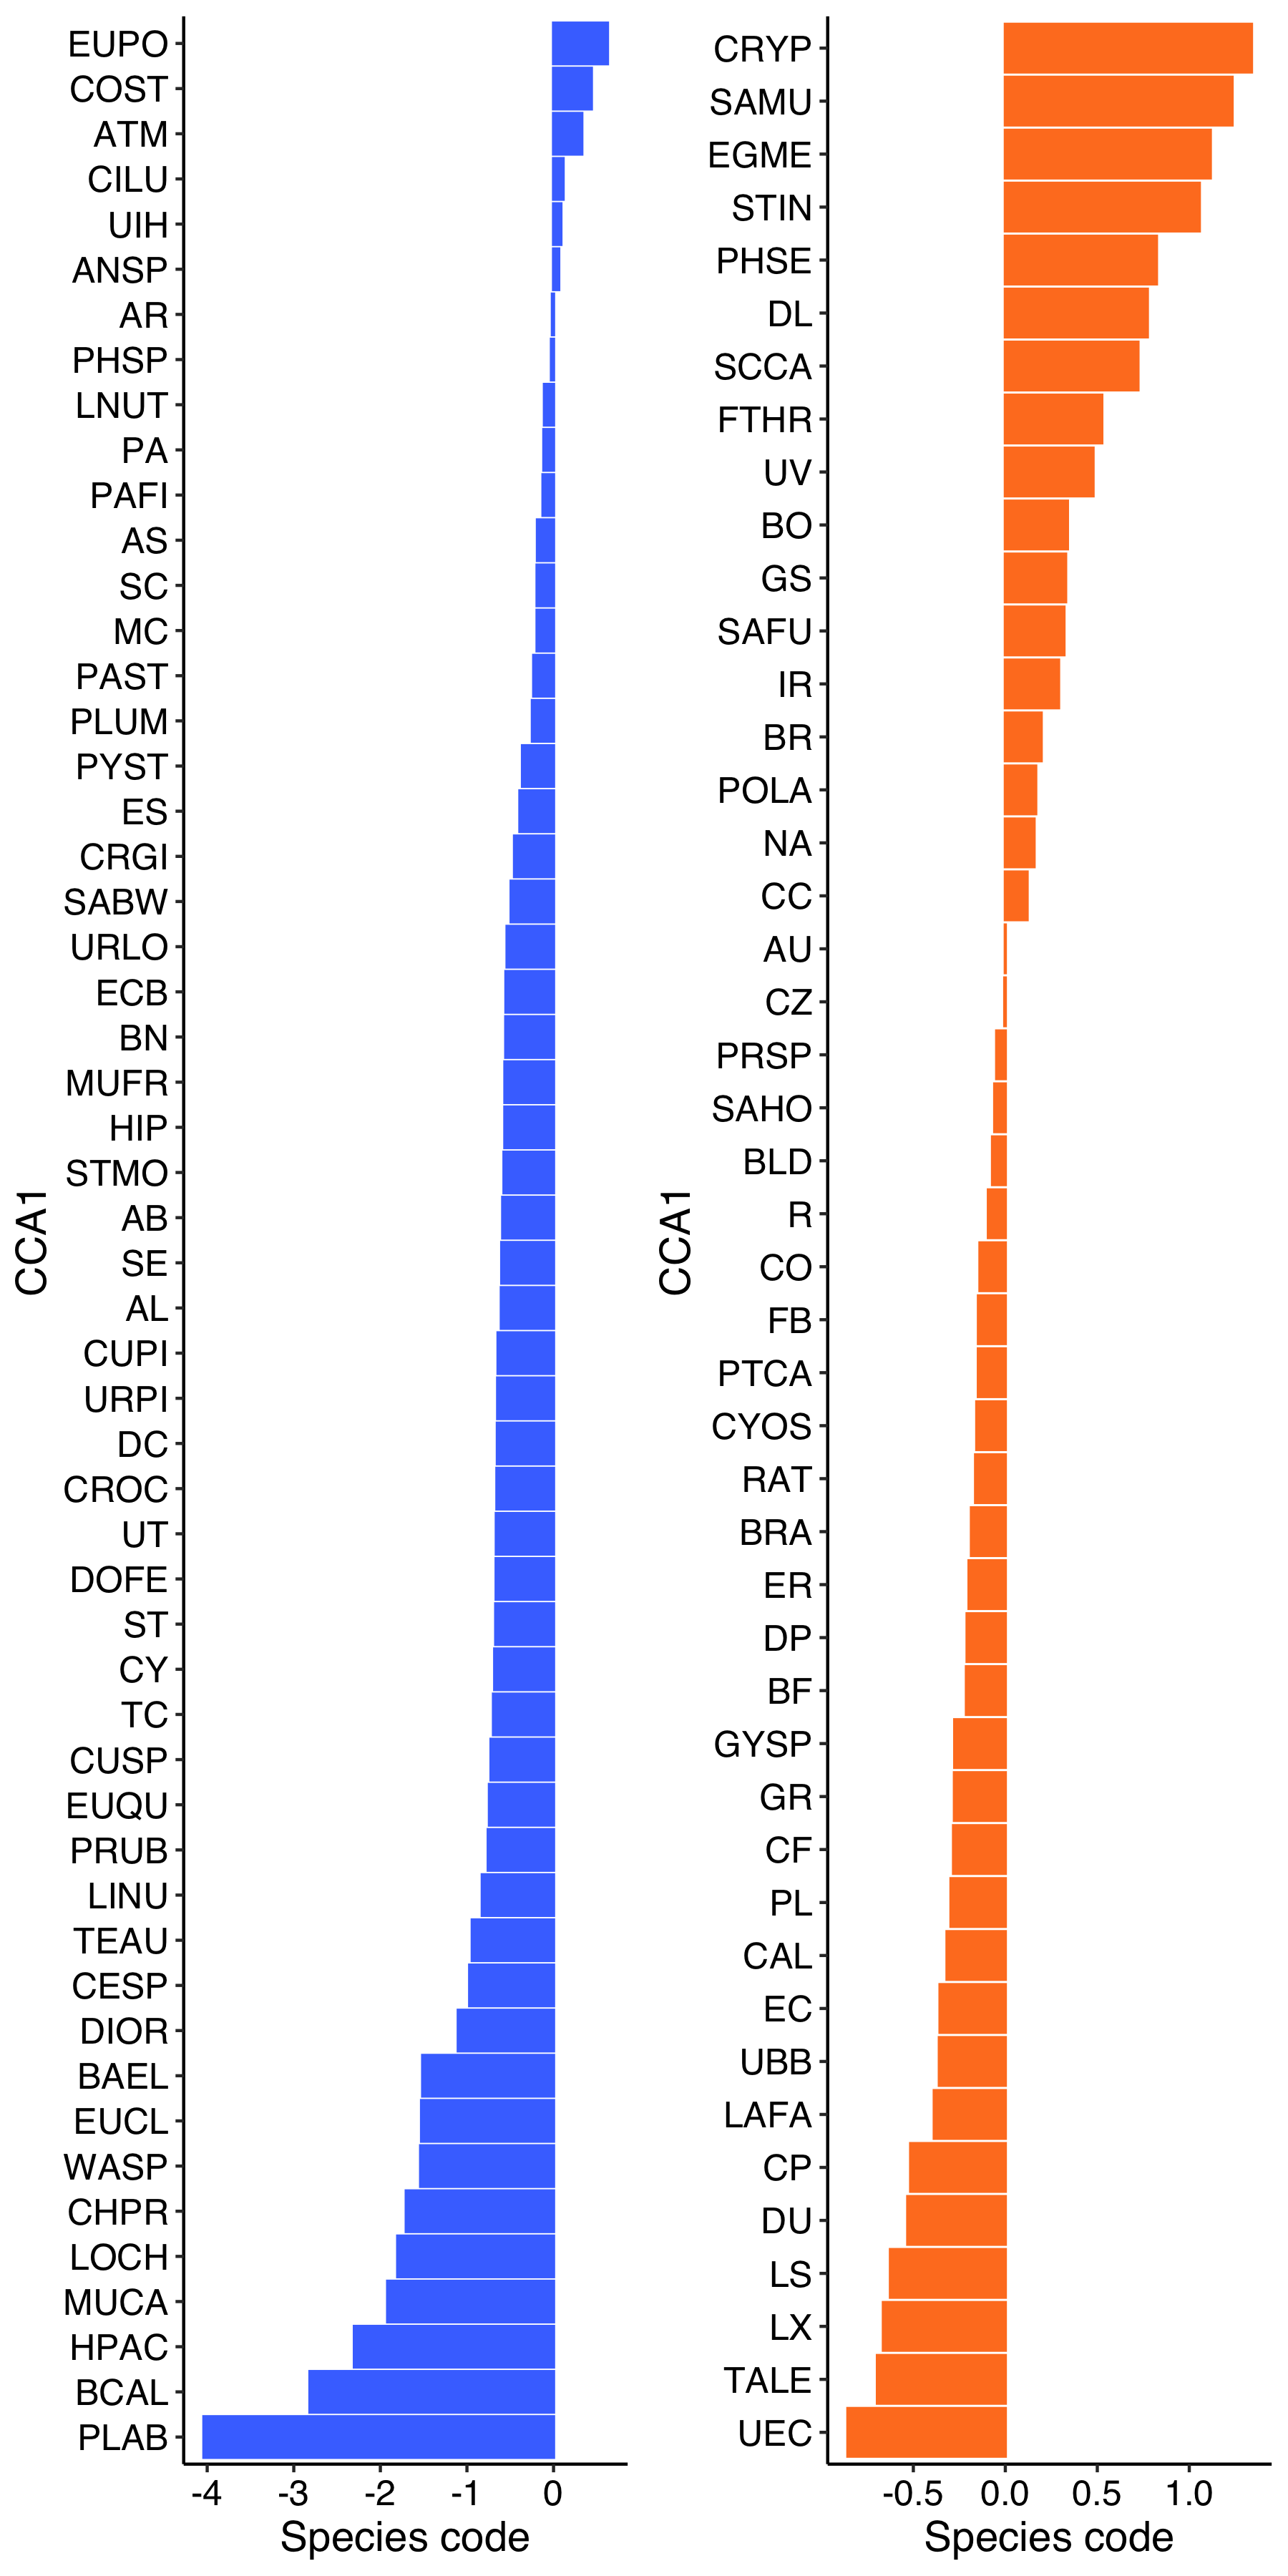 CCA1
EUPO
COST
ATM
CILU
UIH
ANSP
AR
PHSP
LNUT
PA
PAFI
AS
SC
MC
PAST
PLUM
PYST
ES
CRGI
SABW
URLO
ECB
BN
MUFR
HIP
STMO
AB
SE
AL
CUPI
URPI
DC
CROC
UT
DOFE
ST
CY
TC
CUSP
EUQU
PRUB
LINU
TEAU
CESP
DIOR
BAEL
EUCL
WASP
CHPR
LOCH
MUCA
HPAC
BCAL
PLAB
-4 -3 -2 -1 0
Species code
CCA1
CRYP
SAMU
EGME
STIN
PHSE
DL
SCCA
FTHR
UV
BO
GS
SAFU
IR
BR
POLA
NA
CC
AU
CZ
PRSP
SAHO
BLD
R
CO
FB
PTCA
CYOS
RAT
BRA
ER
DP
BF
GYSP
GR
CF
PL
CAL
EC
UBB
LAFA
CP
DU
LS
LX
TALE
UEC
-0.5 0.0 0.5 1.0
Species code